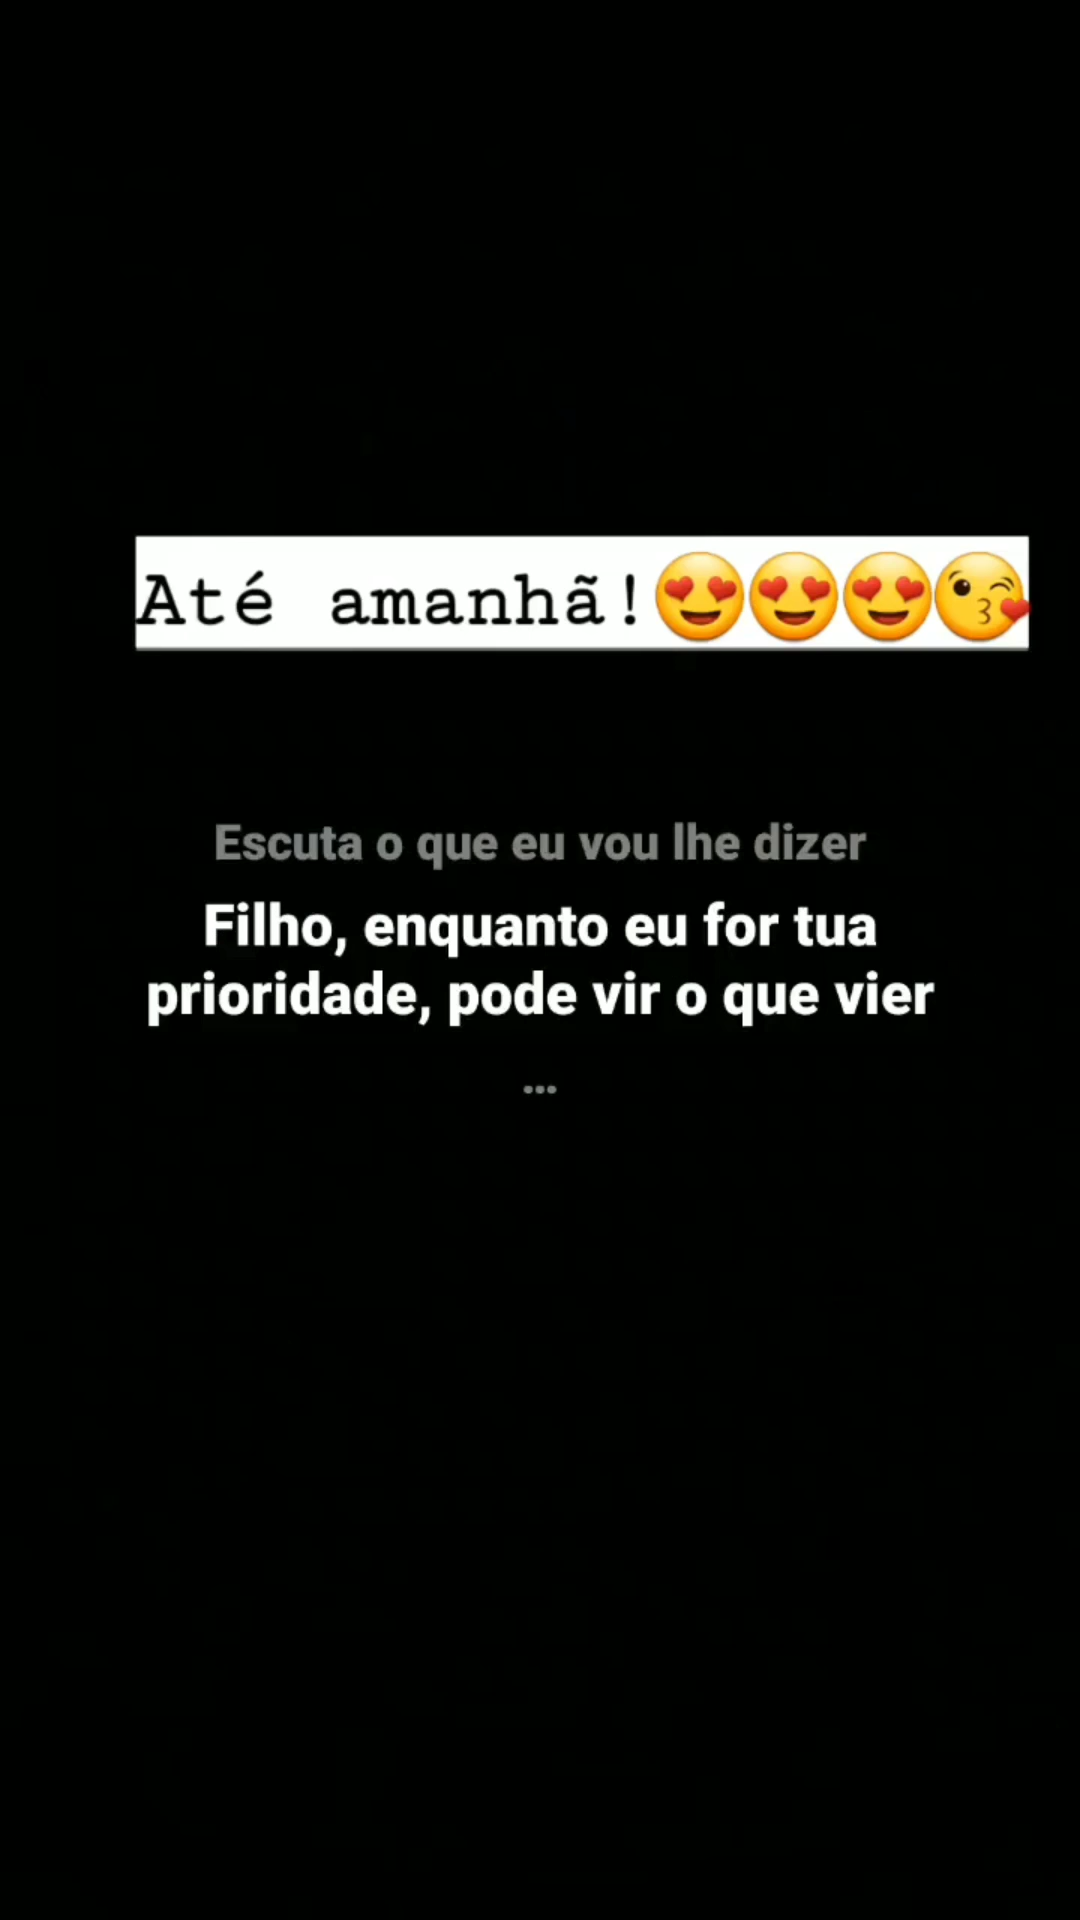 Até amanhã!😍😍😍😘
Escuta o que eu vou lhe dizer
Filho, enquanto eu for tua
prioridade, pode vir o que vier
...